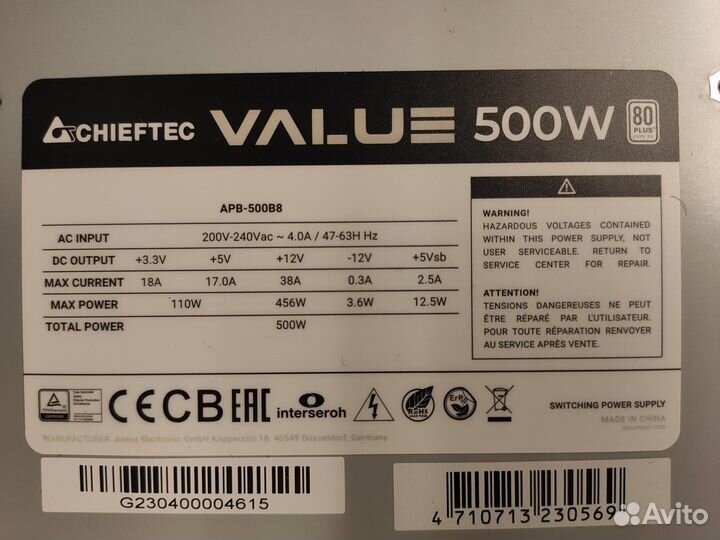 CHIEFTEC VALUE 500W 80 PLUS
APB-500B8
AC INPUT 200V-240Vac ~ 4.0A / 47-63H Hz
DC OUTPUT +3.3V +5V +12V -12V +5Vsb
MAX CURRENT 18A 17.0A 38A 0.3A 2.5A
MAX POWER 110W 456W 3.6W 12.5W
TOTAL POWER 500W
WARNING!
HAZARDOUS VOLTAGES CONTAINED
WITHIN THIS POWER SUPPLY, NOT
USER SERVICEABLE. RETURN TO
SERVICE CENTER FOR REPAIR.
ATTENTION!
TENSIONS DANGEREUSES NE PEUT
ÊTRE RÉPARÉ PAR L'UTILISATEUR.
POUR TOUTE RÉPARATION RENVOYER
AU SERVICE APRÈS VENTE.
CE CB EAC interseroh RoHS ErP
SWITCHING POWER SUPPLY
MADE IN CHINA
MANUFACTURER Arena Electronic GmbH Koppersstr 18, 40549 Düsseldorf, Germany
G230400004615
4 710713 230569
Avito